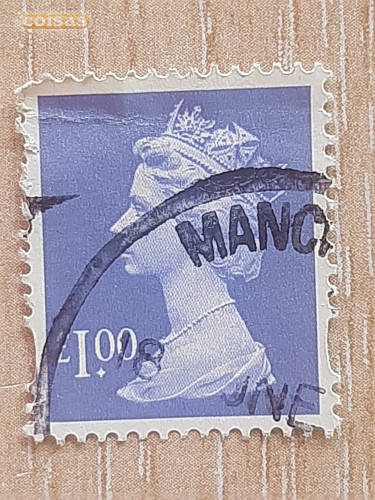 coisas
MANC
£1.00
18
UNE